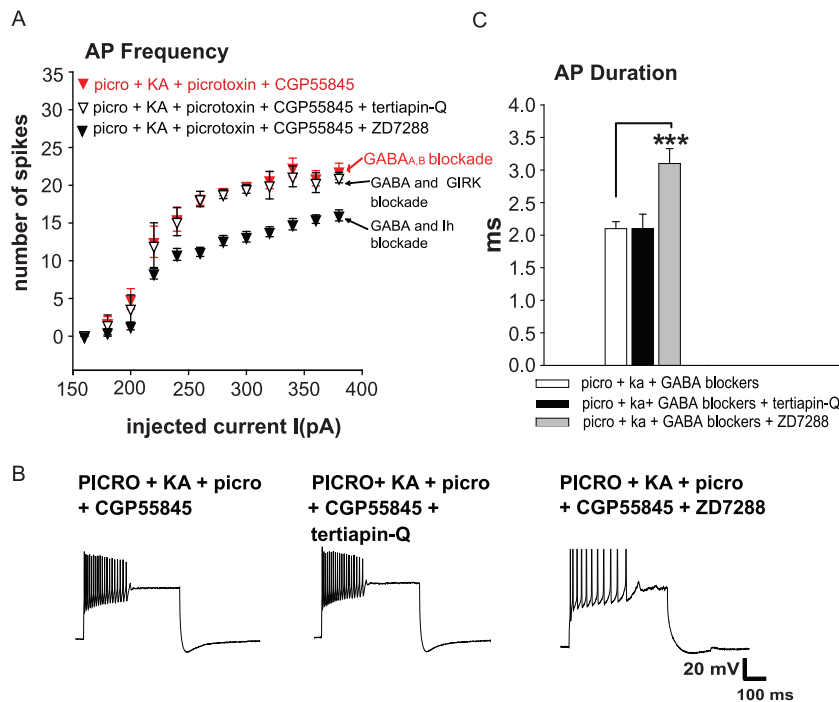 A
AP Frequency
35
30
25
20
15
10
5
0
number of spikes
picro + KA + picrotoxin + CGP55845
picro + KA + picrotoxin + CGP55845 + tertiapin-Q
picro + KA + picrotoxin + CGP55845 + ZD7288
GABAA,B blockade
GABA and GIRK
blockade
GABA and Ih
blockade
150 200 250 300 350 400
injected current I(pA)
C
AP Duration
4.0
3.5
3.0
2.5
2.0
1.5
1.0
0.5
0.0
ms
***
picro + ka + GABA blockers
picro + ka+ GABA blockers + tertiapin-Q
picro + ka + GABA blockers + ZD7288
B
PICRO + KA + picro
+ CGP55845
PICRO+ KA + picro
+ CGP55845 +
tertiapin-Q
PICRO + KA + picro
+ CGP55845 + ZD7288
20 mV
100 ms